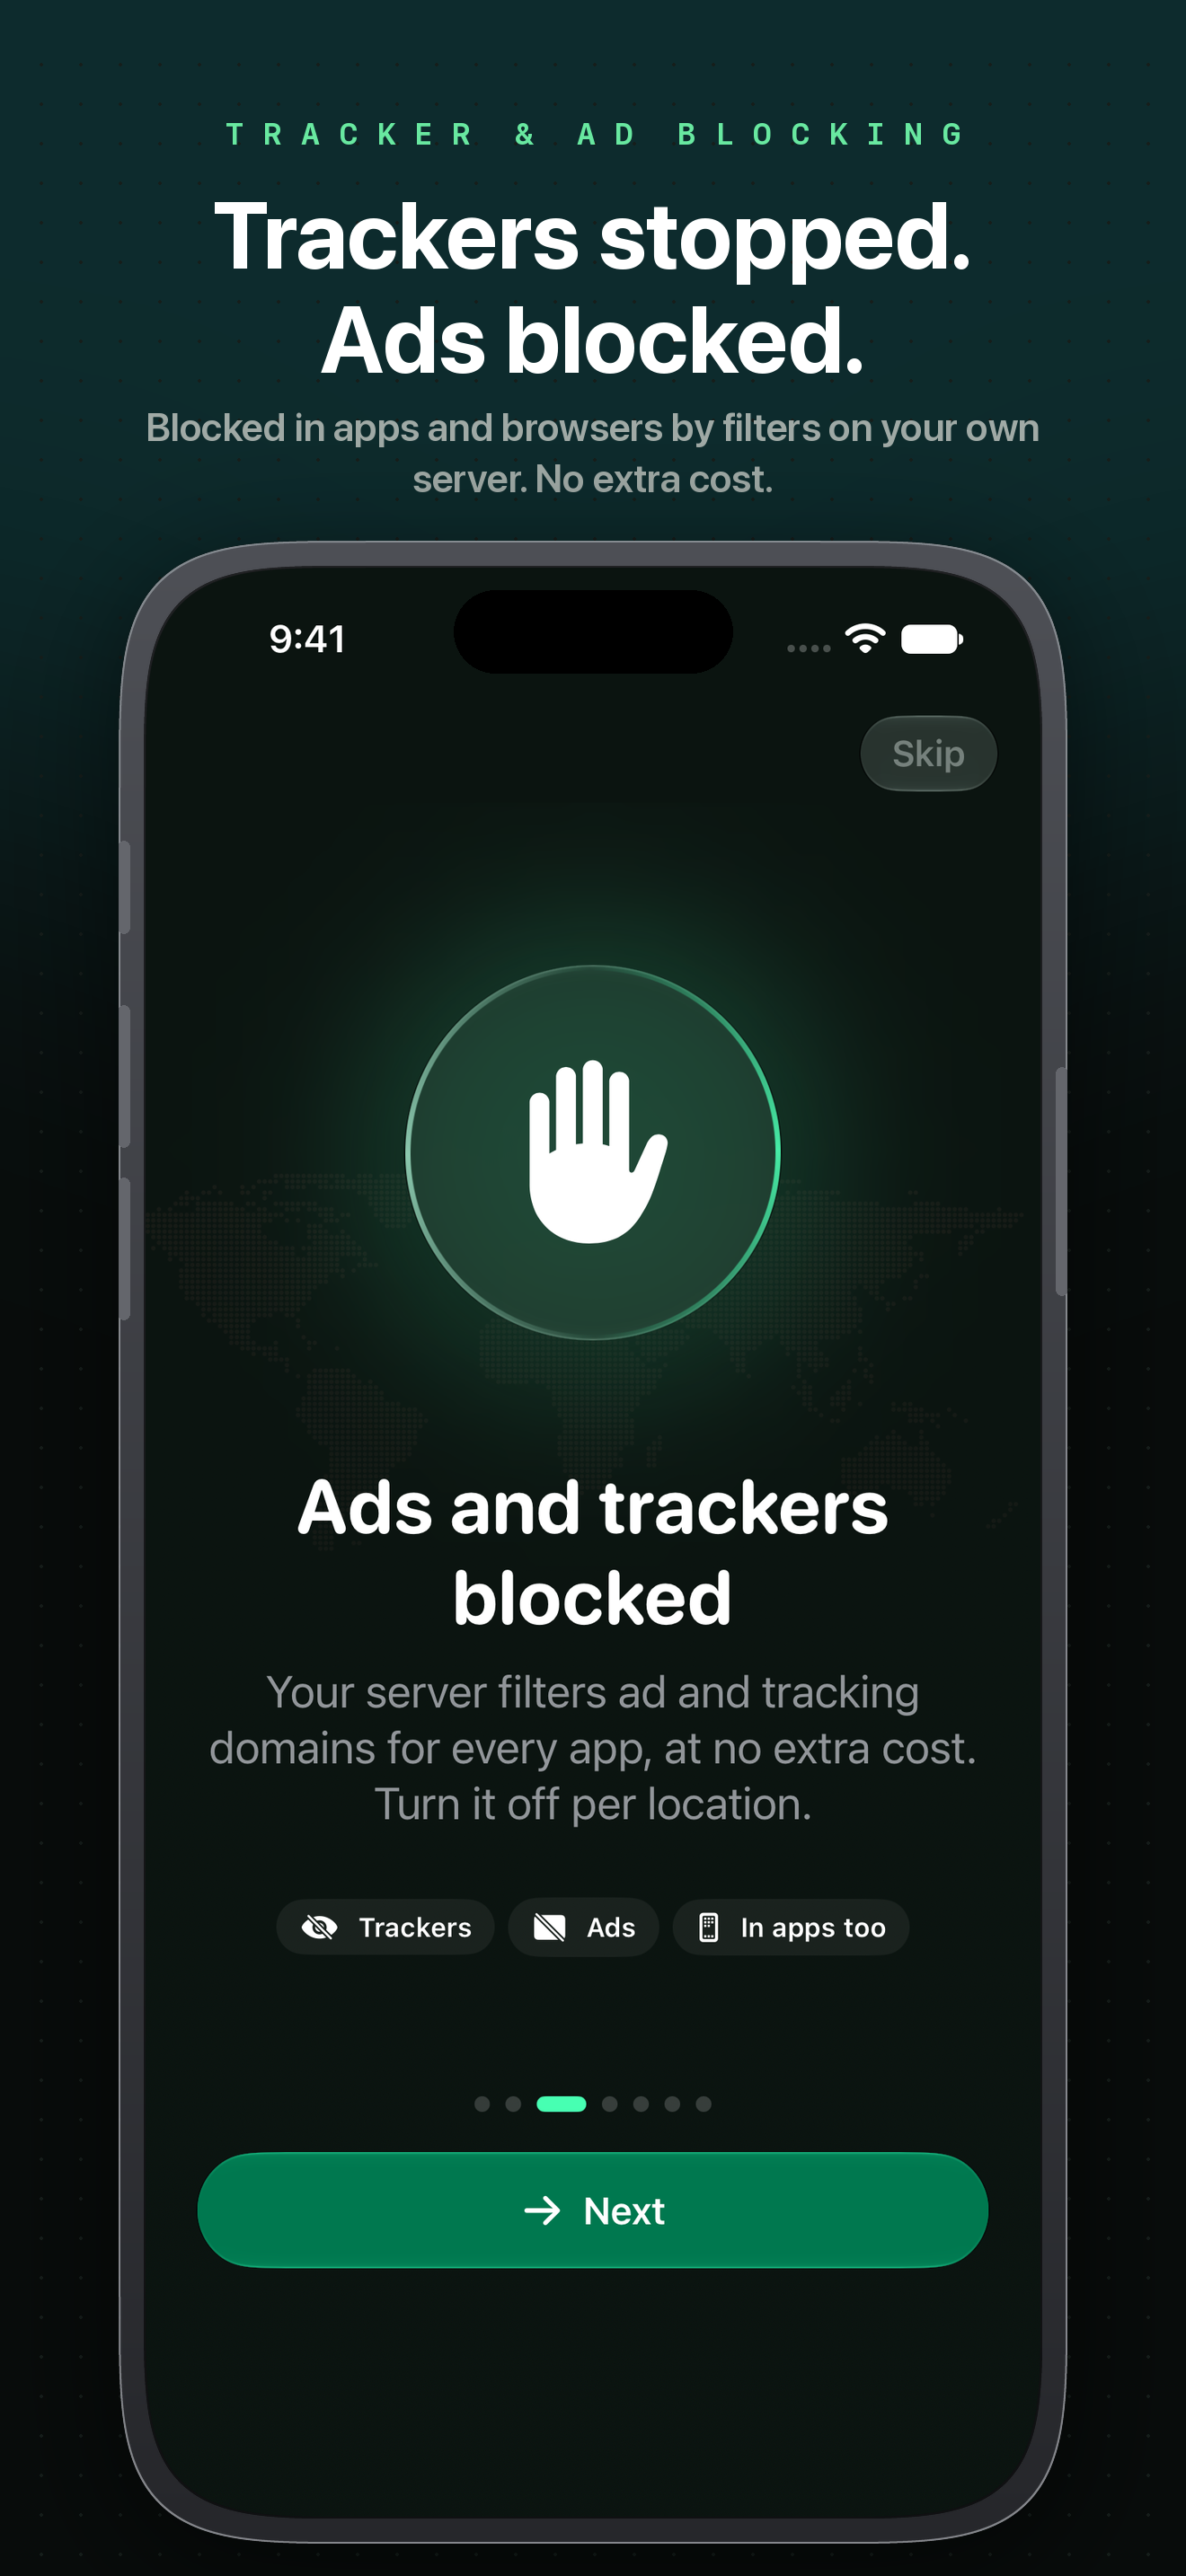 TRACKER & AD BLOCKING
Trackers stopped.
Ads blocked.
Blocked in apps and browsers by filters on your own
server. No extra cost.
9:41
Skip
Ads and trackers
blocked
Your server filters ad and tracking
domains for every app, at no extra cost.
Turn it off per location.
Trackers
Ads
In apps too
Next